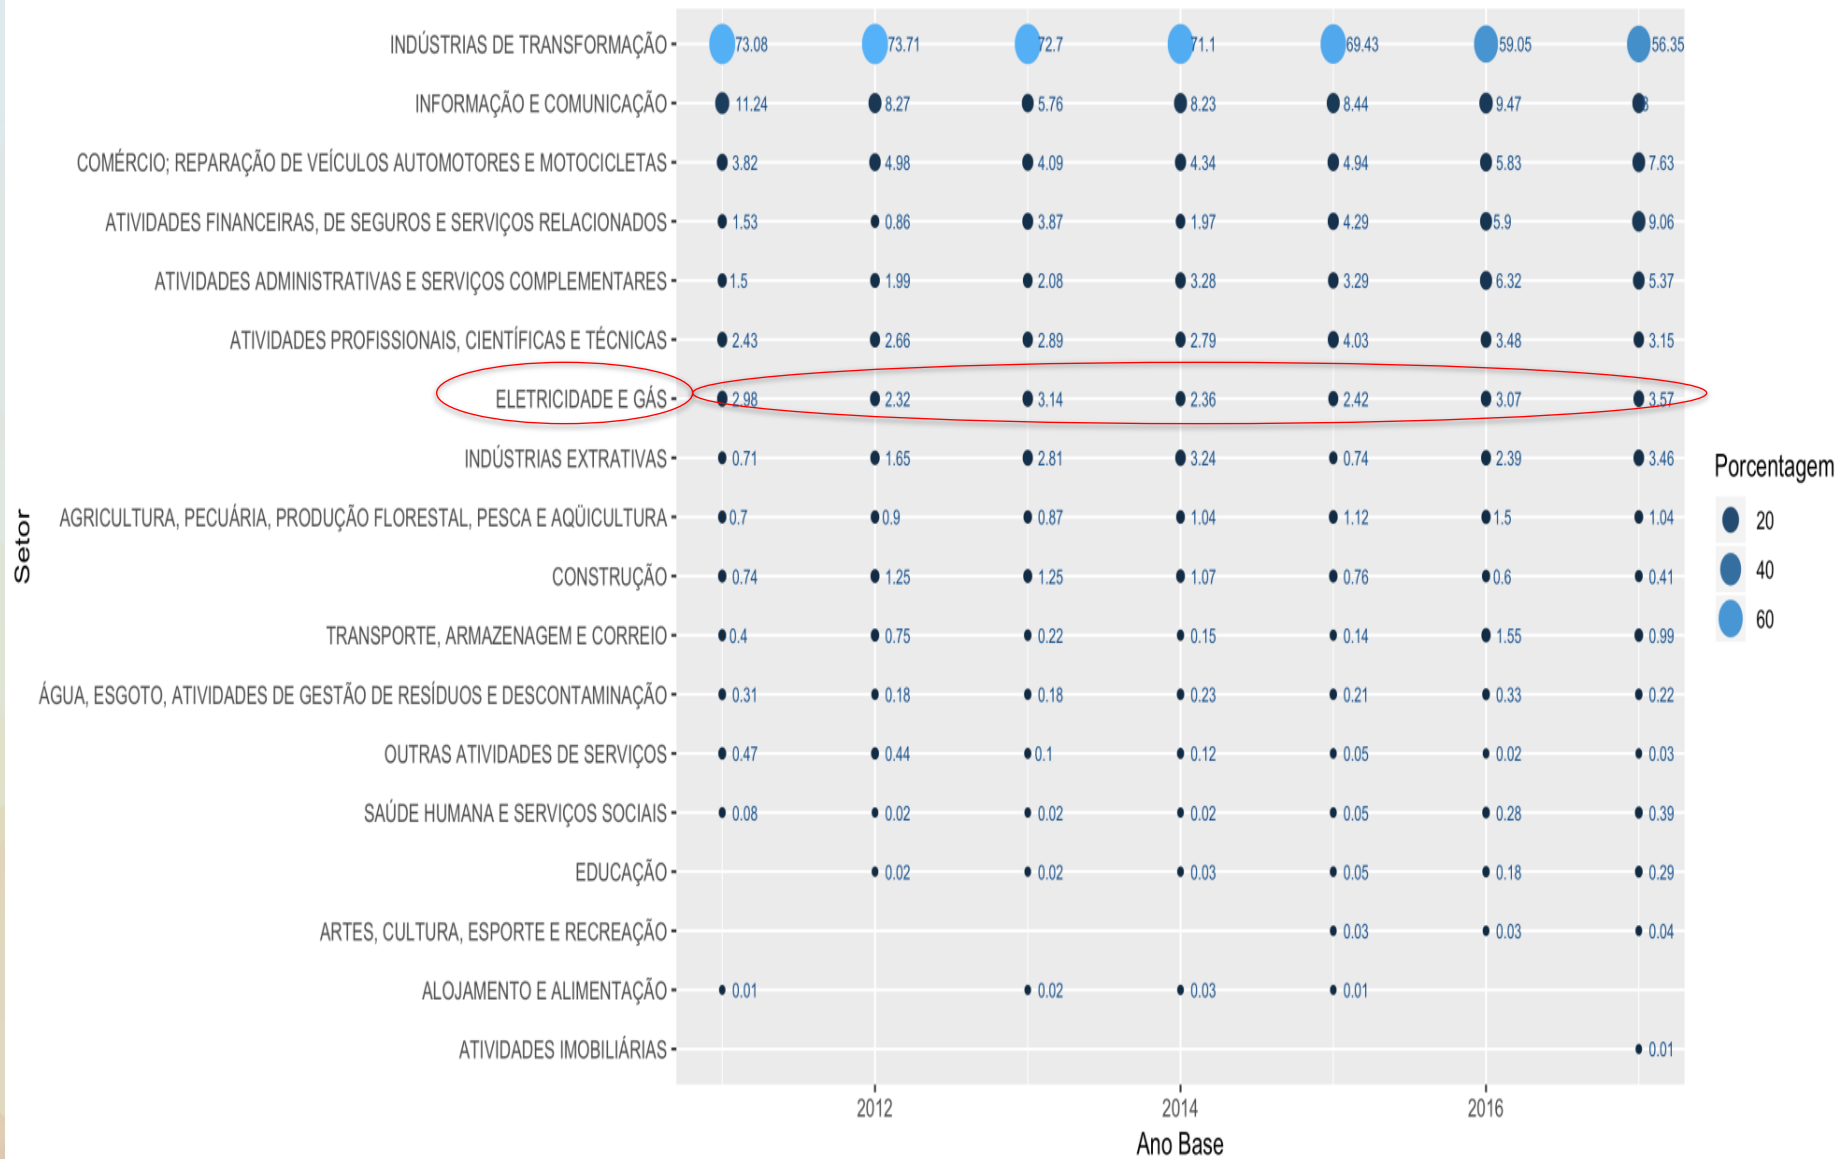 INDÚSTRIAS DE TRANSFORMAÇÃO 73.08 73.71 72.7 71.1 69.43 59.05 56.35
INFORMAÇÃO E COMUNICAÇÃO 11.24 8.27 5.76 8.23 8.44 9.47 8
COMÉRCIO; REPARAÇÃO DE VEÍCULOS AUTOMOTORES E MOTOCICLETAS 3.82 4.98 4.09 4.34 4.94 5.83 7.63
ATIVIDADES FINANCEIRAS, DE SEGUROS E SERVIÇOS RELACIONADOS 1.53 0.86 3.87 1.97 4.29 5.9 9.06
ATIVIDADES ADMINISTRATIVAS E SERVIÇOS COMPLEMENTARES 1.5 1.99 2.08 3.28 3.29 6.32 5.37
ATIVIDADES PROFISSIONAIS, CIENTÍFICAS E TÉCNICAS 2.43 2.66 2.89 2.79 4.03 3.48 3.15
ELETRICIDADE E GÁS 2.98 2.32 3.14 2.36 2.42 3.07 3.57
INDÚSTRIAS EXTRATIVAS 0.71 1.65 2.81 3.24 0.74 2.39 3.46
AGRICULTURA, PECUÁRIA, PRODUÇÃO FLORESTAL, PESCA E AQÜICULTURA 0.7 0.9 0.87 1.04 1.12 1.5 1.04
CONSTRUÇÃO 0.74 1.25 1.25 1.07 0.76 0.6 0.41
TRANSPORTE, ARMAZENAGEM E CORREIO 0.4 0.75 0.22 0.15 0.14 1.55 0.99
ÁGUA, ESGOTO, ATIVIDADES DE GESTÃO DE RESÍDUOS E DESCONTAMINAÇÃO 0.31 0.18 0.18 0.23 0.21 0.33 0.22
OUTRAS ATIVIDADES DE SERVIÇOS 0.47 0.44 0.1 0.12 0.05 0.02 0.03
SAÚDE HUMANA E SERVIÇOS SOCIAIS 0.08 0.02 0.02 0.02 0.05 0.28 0.39
EDUCAÇÃO 0.02 0.02 0.03 0.05 0.18 0.29
ARTES, CULTURA, ESPORTE E RECREAÇÃO 0.03 0.03 0.04
ALOJAMENTO E ALIMENTAÇÃO 0.01 0.02 0.03 0.01
ATIVIDADES IMOBILIÁRIAS 0.01
2012 2014 2016
Ano Base
Setor
Porcentagem
20
40
60